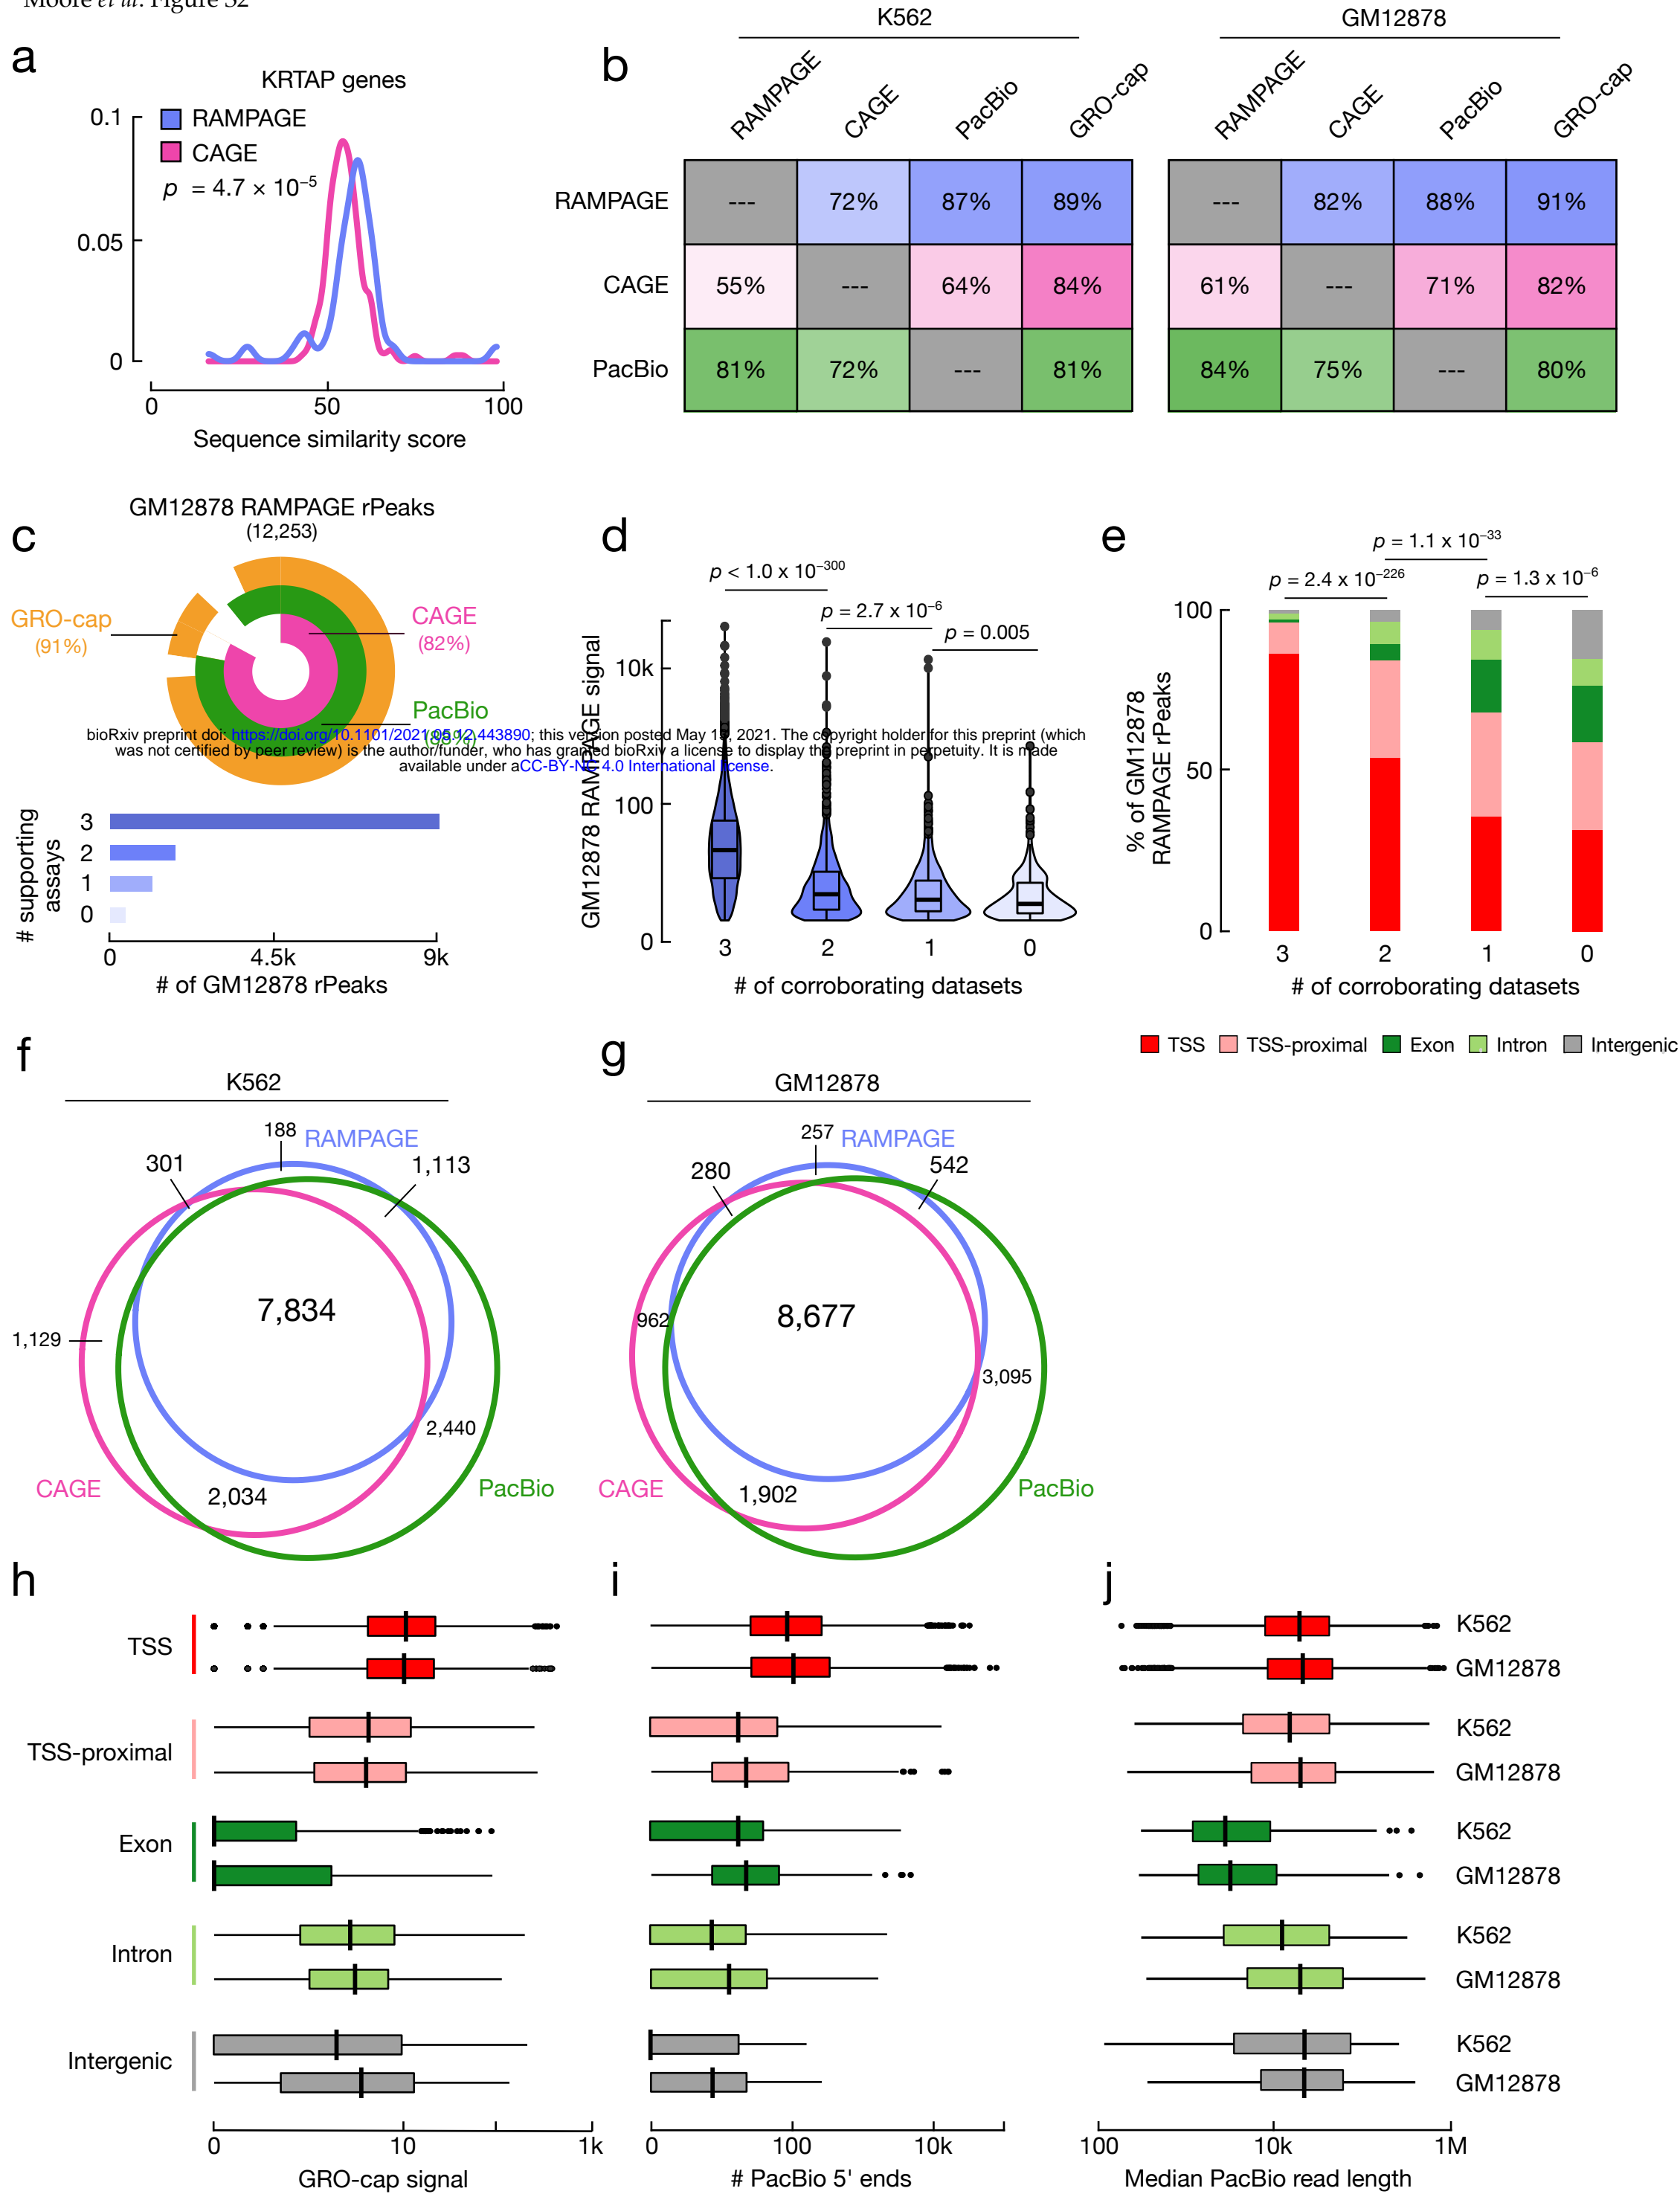 Moore et al. Figure S2
a
KRTAP genes
RAMPAGE
CAGE
p = 4.7 × 10−5
0.1
0.05
0
0 50 100
Sequence similarity score
b
K562
GM12878
RAMPAGE CAGE PacBio GRO-cap
RAMPAGE CAGE PacBio GRO-cap
RAMPAGE --- 72% 87% 89%
--- 82% 88% 91%
CAGE 55% --- 64% 84%
61% --- 71% 82%
PacBio 81% 72% --- 81%
84% 75% --- 80%
c
GM12878 RAMPAGE rPeaks
(12,253)
GRO-cap
(91%)
CAGE
(82%)
PacBio
(88%)
bioRxiv preprint doi: https://doi.org/10.1101/2021.05.12.443890; this version posted May 15, 2021. The copyright holder for this preprint (which
was not certified by peer review) is the author/funder, who has granted bioRxiv a license to display the preprint in perpetuity. It is made
available under aCC-BY-NC 4.0 International license.
# supporting
assays
3
2
1
0
0 4.5k 9k
# of GM12878 rPeaks
d
p < 1.0 x 10−300
p = 2.7 x 10−6
p = 0.005
GM12878 RAMPAGE signal
10k
100
0
3 2 1 0
# of corroborating datasets
e
p = 1.1 x 10−33
p = 2.4 x 10−226
p = 1.3 x 10−6
% of GM12878
RAMPAGE rPeaks
100
50
0
3 2 1 0
# of corroborating datasets
TSS TSS-proximal Exon Intron Intergenic
f
K562
188
RAMPAGE
301
1,113
7,834
1,129
2,440
CAGE
2,034
PacBio
g
GM12878
257
RAMPAGE
280
542
8,677
962
3,095
CAGE
1,902
PacBio
h
i
j
TSS
K562
GM12878
TSS-proximal
K562
GM12878
Exon
K562
GM12878
Intron
K562
GM12878
Intergenic
K562
GM12878
0 10 1k
GRO-cap signal
0 100 10k
# PacBio 5' ends
100 10k 1M
Median PacBio read length